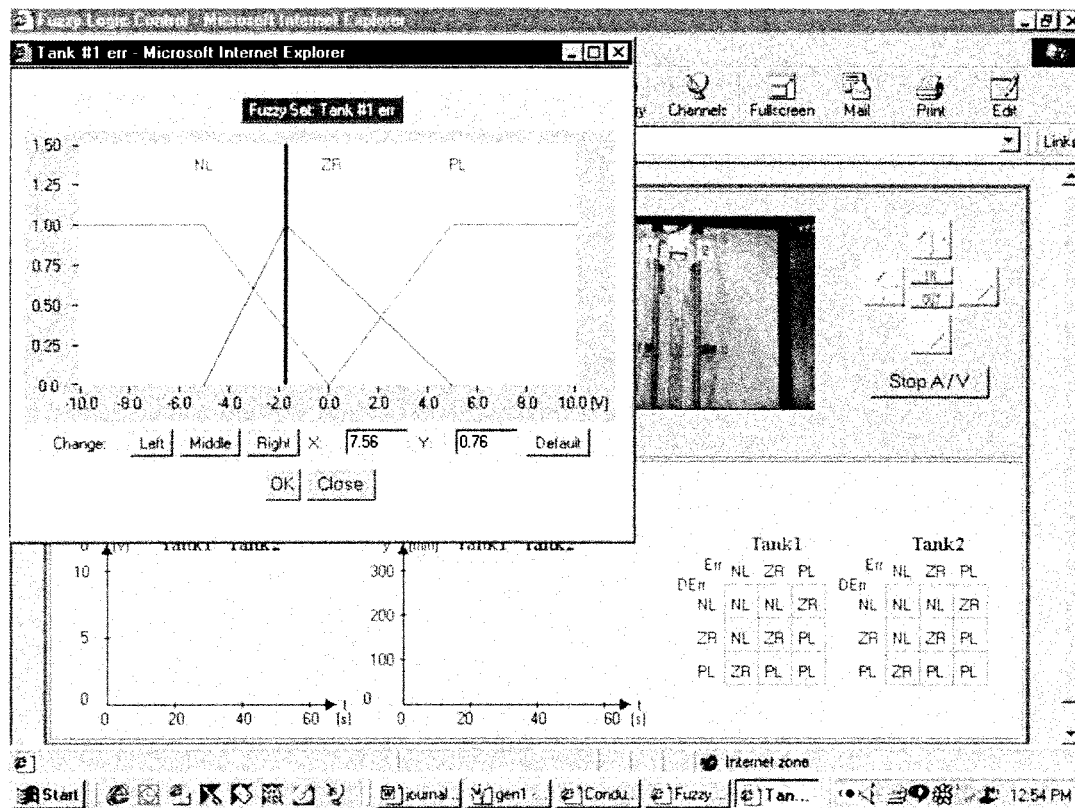 Fuzzy Logic Control - Microsoft Internet Explorer
Tank #1 err - Microsoft Internet Explorer
Channels Fullscreen Mail Print Edit
Links
Fuzzy Set: Tank #1 err
NL ZR PL
1.50
1.25
1.00
0.75
0.50
0.25
0.0
-10.0 -8.0 -6.0 -4.0 -2.0 0.0 2.0 4.0 6.0 8.0 10.0 [V]
Change: Left Middle Right X: 7.56 Y: 0.76 Default
OK Close
1 2
IN
OUT
Stop A/V
u [V] Tank1 Tank2
10
5
0
0 20 40 60 t [s]
y [mm] Tank1 Tank2
300
200
100
0
0 20 40 60 t [s]
Tank1
Err NL ZR PL
DErr
NL NL NL ZR
ZR NL ZR PL
PL ZR PL PL
Tank2
Err NL ZR PL
DErr
NL NL NL ZR
ZR NL ZR PL
PL ZR PL PL
Internet zone
Start journal... gen1 - Condu... Fuzzy Tan... 12:54 PM